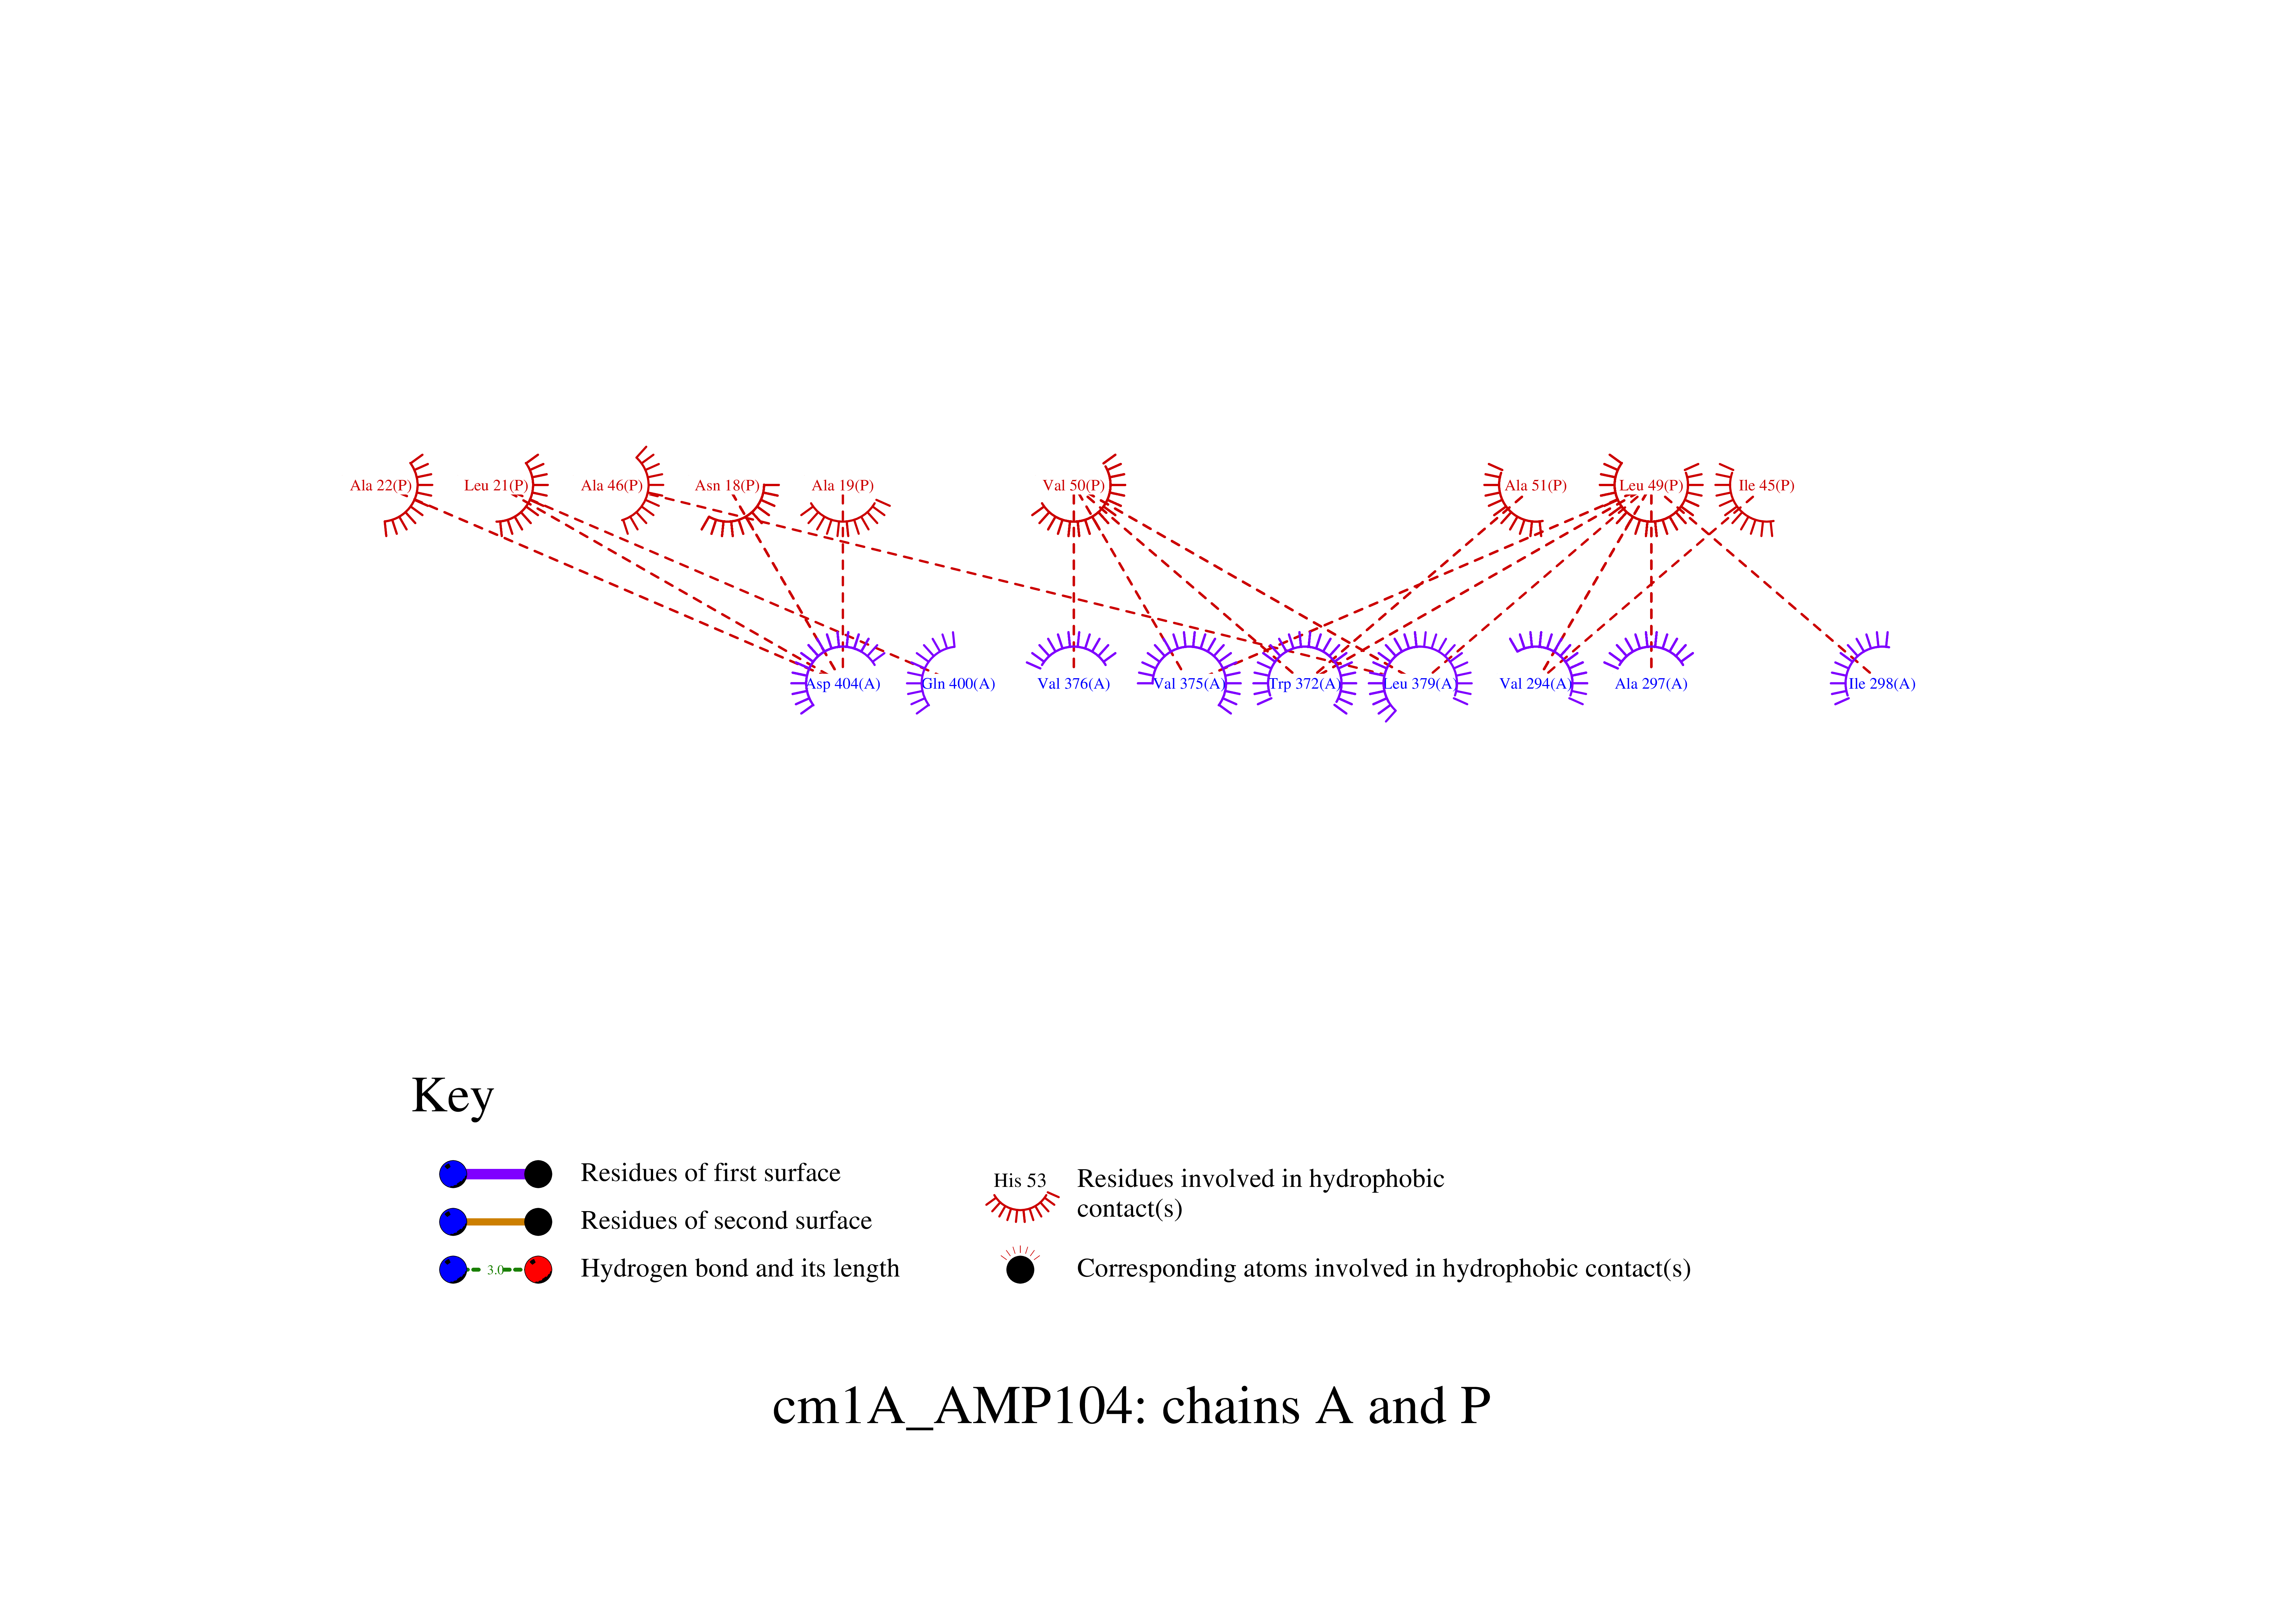 Ala 22(P) Leu 21(P) Ala 46(P) Asn 18(P) Ala 19(P) Val 50(P) Ala 51(P) Leu 49(P) Ile 45(P)
Asp 404(A) Gln 400(A) Val 376(A) Val 375(A) Trp 372(A) Leu 379(A) Val 294(A) Ala 297(A) Ile 298(A)
Key
Residues of first surface
Residues of second surface
3.0 Hydrogen bond and its length
His 53 Residues involved in hydrophobic
contact(s)
Corresponding atoms involved in hydrophobic contact(s)
cm1A_AMP104: chains A and P